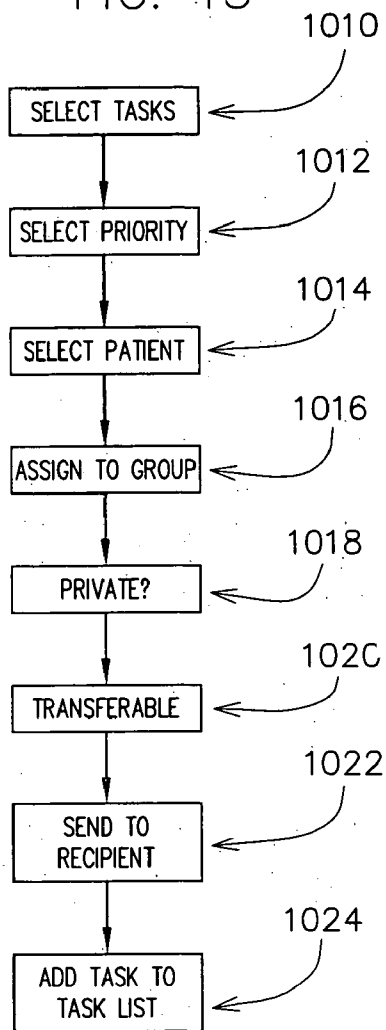 1010
SELECT TASKS
1012
SELECT PRIORITY
1014
SELECT PATIENT
1016
ASSIGN TO GROUP
1018
PRIVATE?
1020
TRANSFERABLE
1022
SEND TO
RECIPIENT
1024
ADD TASK TO
TASK LIST